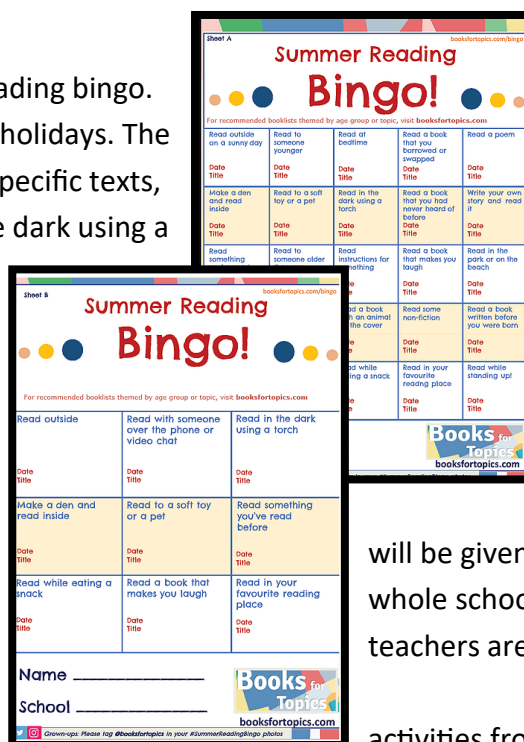 ading bingo.
holidays. The
pecific texts,
e dark using a
Sheet A
booksfortopics.com/bingo
Summer Reading
Bingo!
For recommended booklists themed by age group or topic, visit booksfortopics.com
Read outside on a sunny day
Date
Title
Read to someone younger
Date
Title
Read at bedtime
Date
Title
Read a book that you borrowed or swapped
Date
Title
Read a poem
Date
Title
Make a den and read inside
Date
Title
Read to a soft toy or a pet
Date
Title
Read in the dark using a torch
Date
Title
Read a book that you had never heard of before
Date
Title
Write your own story and read it
Date
Title
Read something
Read to someone older
Read instructions for
mething
Read a book that makes you laugh
Date
Title
Read in the park or on the beach
Date
Title
ad a book
h an animal
the cover
Read some non-fiction
Date
Title
Read a book written before you were born
Date
Title
ad while
ing a snack
Read in your favourite readng place
Date
Title
Read while standing up!
Date
Title
Books for Topics
booksfortopics.com
Sheet B
booksfortopics.com/bingo
Summer Reading
Bingo!
For recommended booklists themed by age group or topic, visit booksfortopics.com
Read outside
Date
Title
Read with someone over the phone or video chat
Date
Title
Read in the dark using a torch
Date
Title
Make a den and read inside
Date
Title
Read to a soft toy or a pet
Date
Title
Read something you've read before
Date
Title
Read while eating a snack
Date
Title
Read a book that makes you laugh
Date
Title
Read in your favourite reading place
Date
Title
Name
School
Books for Topics
booksfortopics.com
Grown-ups: Please tag @booksfortopics in your #SummerReadingBingo photos
will be given
whole schoo
teachers are
activities fro